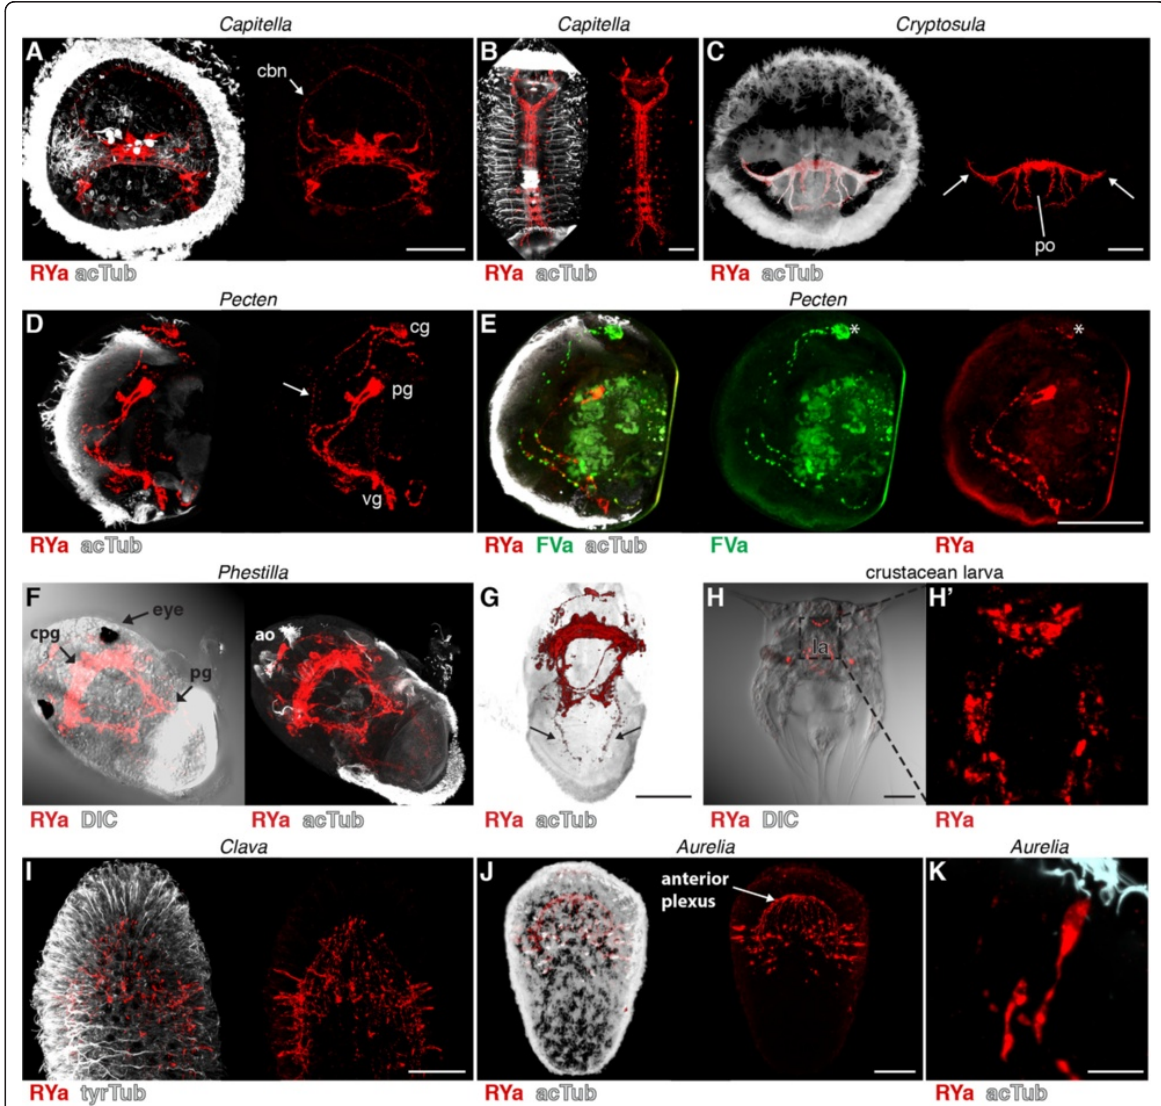 Capitella Capitella Cryptosula
A B C
cbn
po
RYa acTub RYa acTub RYa acTub
Pecten Pecten
D E
cg * *
pg
vg
RYa acTub RYa FVa acTub FVa RYa
Phestilla crustacean larva
F G H H'
eye
cpg ao
pg
la
RYa DIC RYa acTub RYa acTub RYa DIC RYa
Clava Aurelia Aurelia
I J K
anterior
plexus
RYa tyrTub RYa acTub RYa acTub